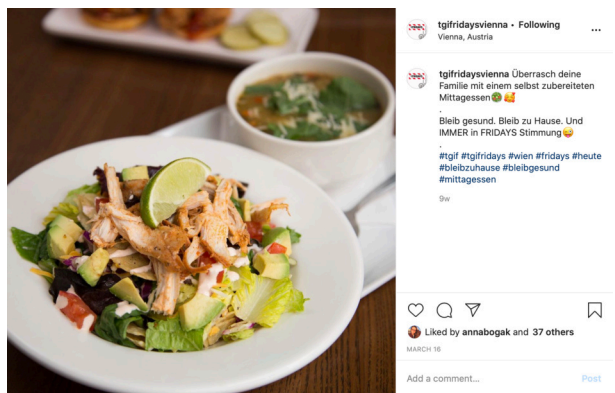 tgifridaysvienna • Following
Vienna, Austria
tgifridaysvienna Überrasch deine
Familie mit einem selbst zubereiteten
Mittagessen🥗🥰
.
Bleib gesund. Bleib zu Hause. Und
IMMER in FRIDAYS Stimmung😜
.
#tgif #tgifridays #wien #fridays #heute
#bleibzuhause #bleibgesund
#mittagessen
9w
Liked by annabogak and 37 others
MARCH 16
Add a comment...
Post